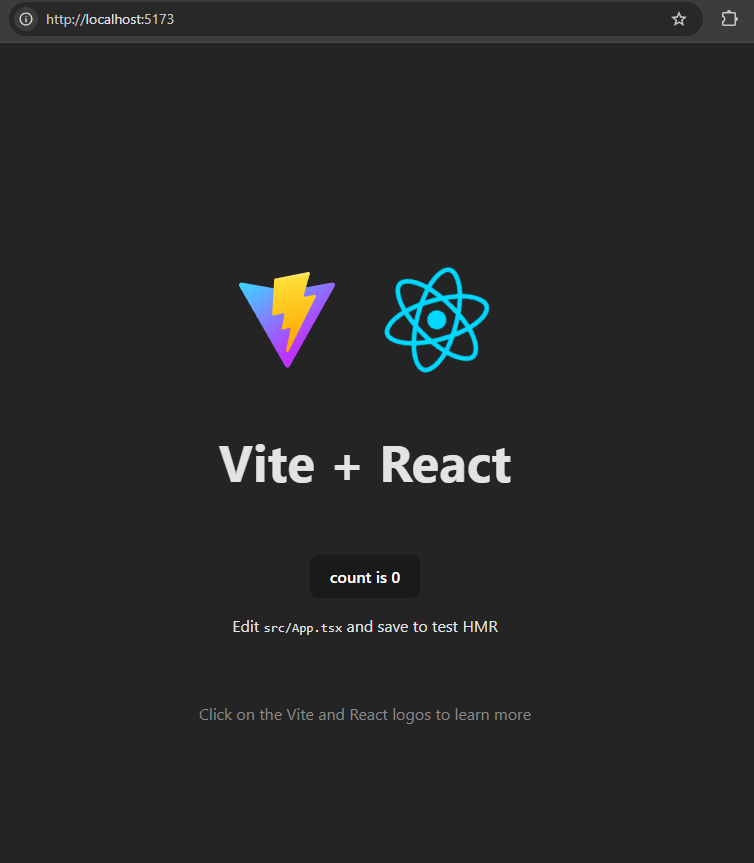 http://localhost:5173
Vite + React
count is 0
Edit src/App.tsx and save to test HMR
Click on the Vite and React logos to learn more